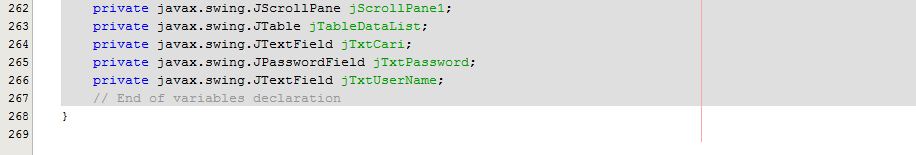 262 private javax.swing.JScrollPane jScrollPane1;
263 private javax.swing.JTable jTableDataList;
264 private javax.swing.JTextField jTxtCari;
265 private javax.swing.JPasswordField jTxtPassword;
266 private javax.swing.JTextField jTxtUserName;
267 // End of variables declaration
268 }
269